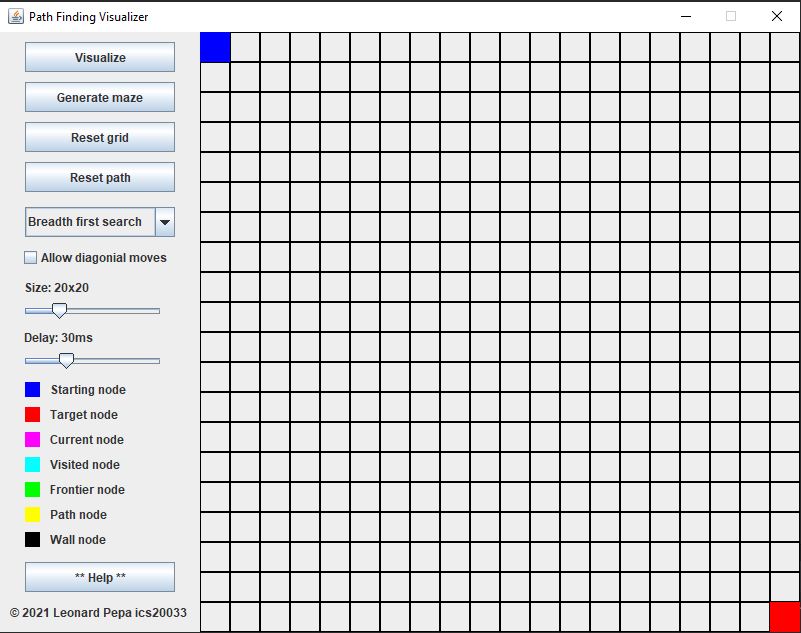 Path Finding Visualizer
Visualize
Generate maze
Reset grid
Reset path
Breadth first search
Allow diagonial moves
Size: 20x20
Delay: 30ms
Starting node
Target node
Current node
Visited node
Frontier node
Path node
Wall node
** Help **
© 2021 Leonard Pepa ics20033